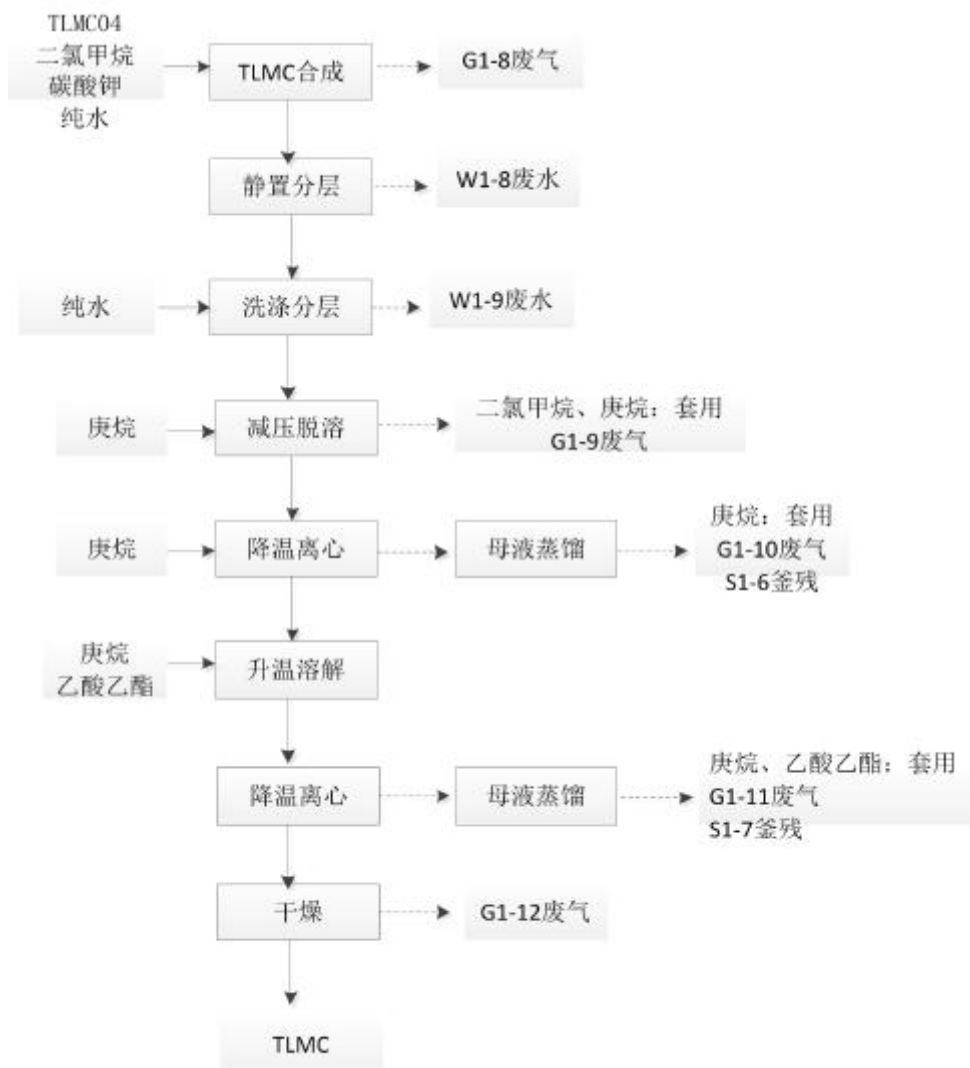 TLMC04
二氯甲烷
碳酸钾
纯水
TLMC合成
G1-8废气
静置分层
W1-8废水
纯水
洗涤分层
W1-9废水
庚烷
减压脱溶
二氯甲烷、庚烷：套用
G1-9废气
庚烷
降温离心
母液蒸馏
庚烷：套用
G1-10废气
S1-6釜残
庚烷
乙酸乙酯
升温溶解
降温离心
母液蒸馏
庚烷、乙酸乙酯：套用
G1-11废气
S1-7釜残
干燥
G1-12废气
TLMC